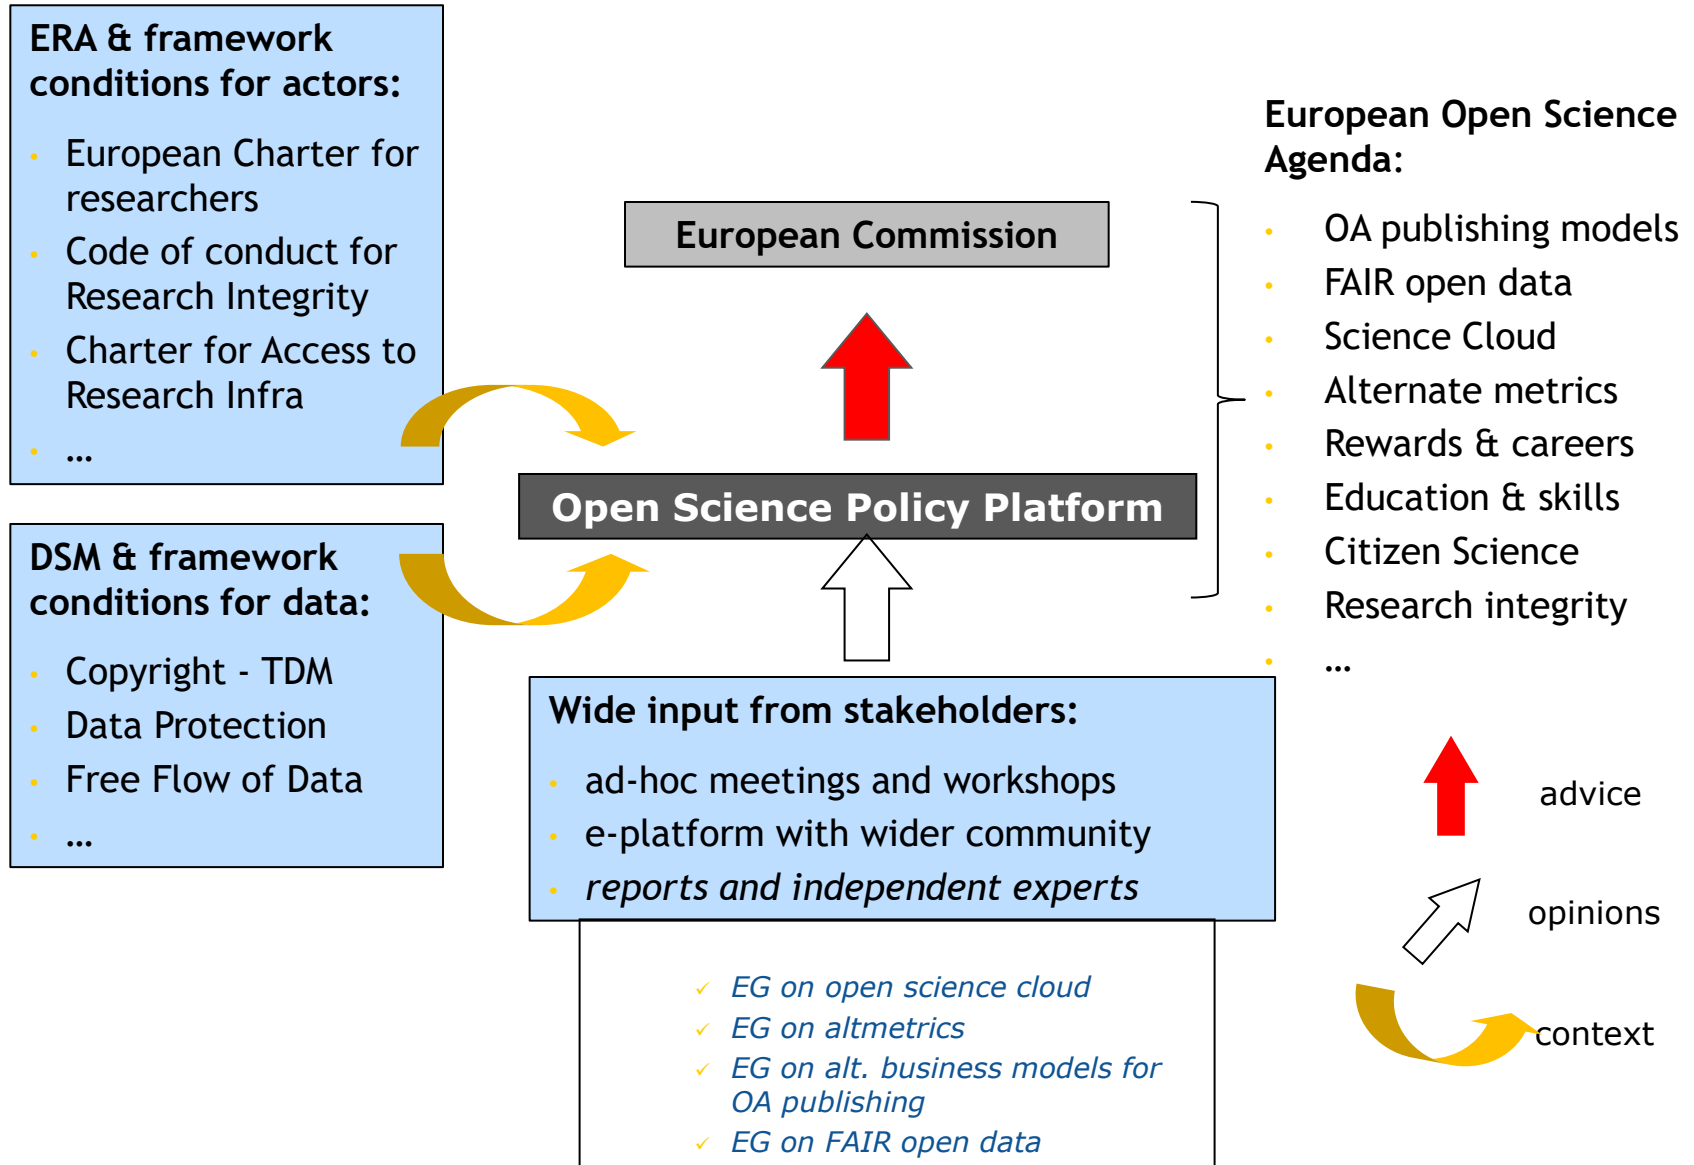 ERA & framework
conditions for actors:
• European Charter for
researchers
• Code of conduct for
Research Integrity
• Charter for Access to
Research Infra
• …
DSM & framework
conditions for data:
• Copyright - TDM
• Data Protection
• Free Flow of Data
• …
European Commission
Open Science Policy Platform
Wide input from stakeholders:
• ad-hoc meetings and workshops
• e-platform with wider community
• reports and independent experts
✓ EG on open science cloud
✓ EG on altmetrics
✓ EG on alt. business models for
OA publishing
✓ EG on FAIR open data
European Open Science
Agenda:
• OA publishing models
• FAIR open data
• Science Cloud
• Alternate metrics
• Rewards & careers
• Education & skills
• Citizen Science
• Research integrity
• …
advice
opinions
context